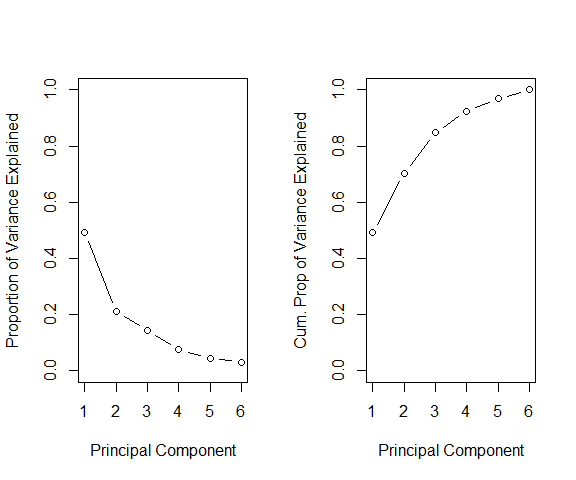 Proportion of Variance Explained
1.0
0.8
0.6
0.4
0.2
0.0
1 2 3 4 5 6
Principal Component
Cum. Prop of Variance Explained
1.0
0.8
0.6
0.4
0.2
0.0
1 2 3 4 5 6
Principal Component